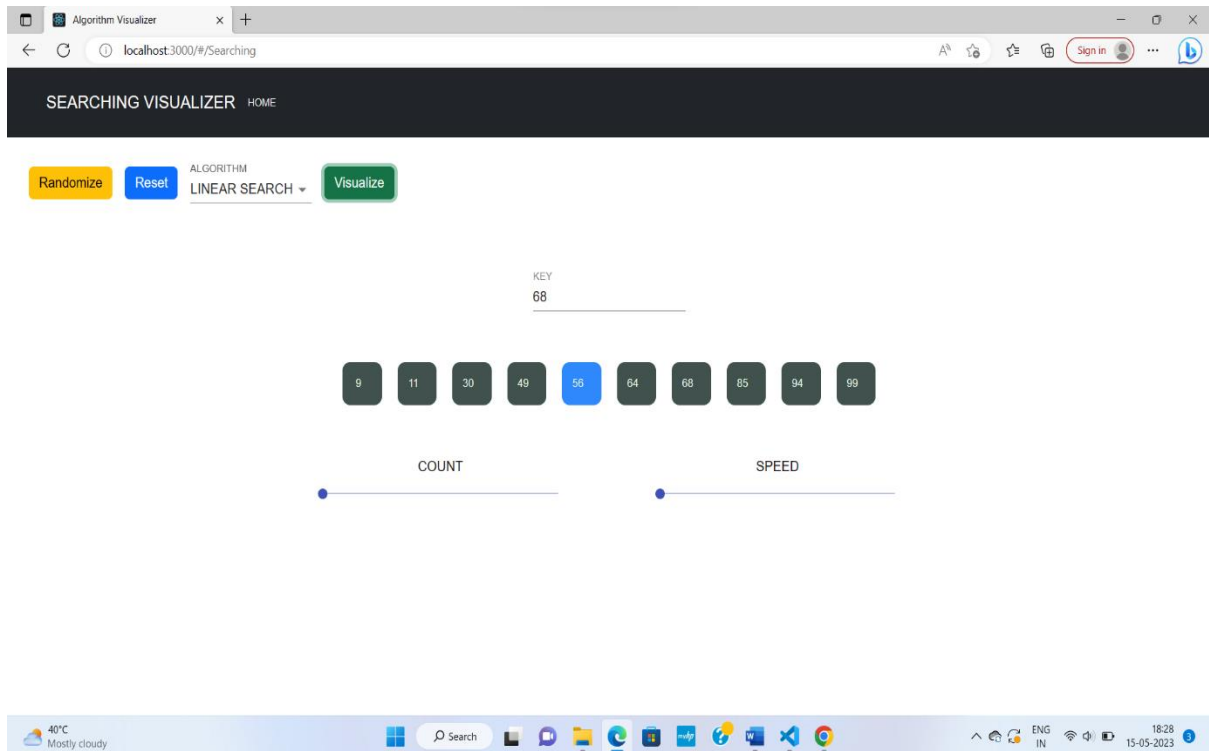 Algorithm Visualizer
localhost:3000/#/Searching
Sign in
SEARCHING VISUALIZER HOME
ALGORITHM
Randomize Reset LINEAR SEARCH Visualize
KEY
68
9 11 30 49 56 64 68 85 94 99
COUNT SPEED
40°C
Mostly cloudy
Search
ENG
IN
18:28
15-05-2023
3